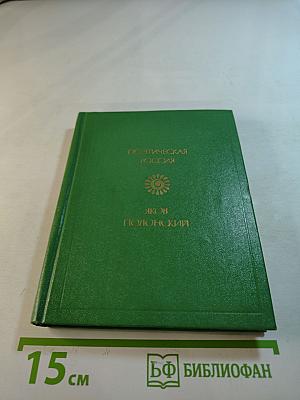 ПОЭТИЧЕСКАЯ
РОССИЯ
ЯКОВ
ПОЛОНСКИЙ
15 см
БФ БИБЛИОФАН